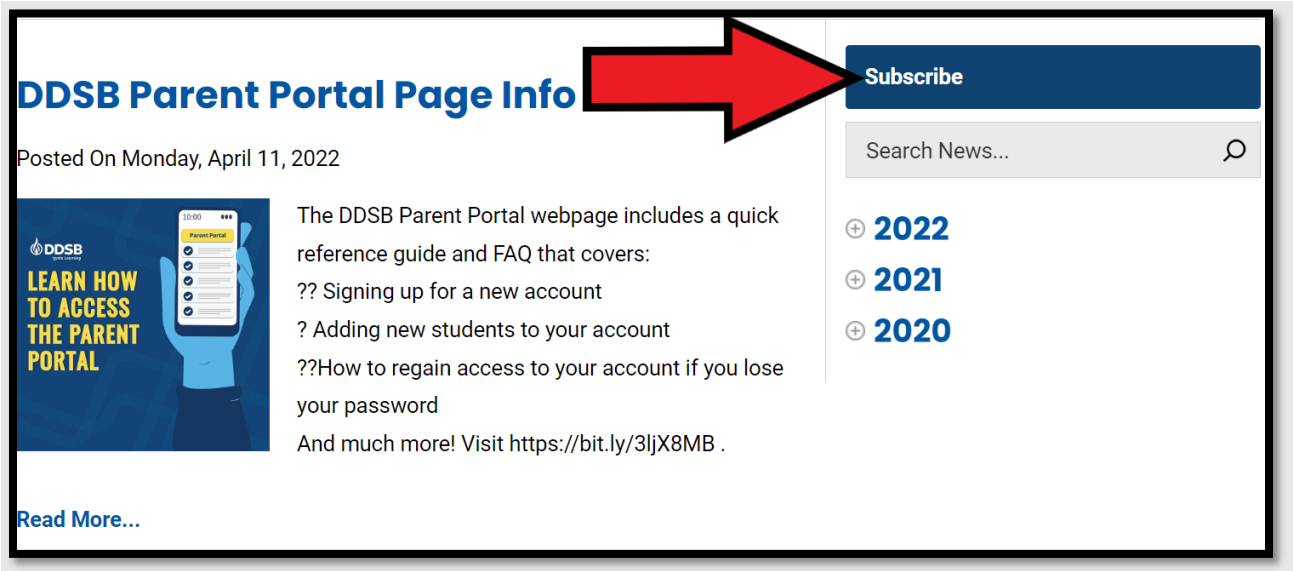 DDSB Parent Portal Page Info
Posted On Monday, April 11, 2022
DDSB
Ignite Learning
LEARN HOW
TO ACCESS
THE PARENT
PORTAL
10:00
Parent Portal
The DDSB Parent Portal webpage includes a quick
reference guide and FAQ that covers:
?? Signing up for a new account
? Adding new students to your account
??How to regain access to your account if you lose
your password
And much more! Visit https://bit.ly/3ljX8MB .
Read More...
Subscribe
Search News...
2022
2021
2020